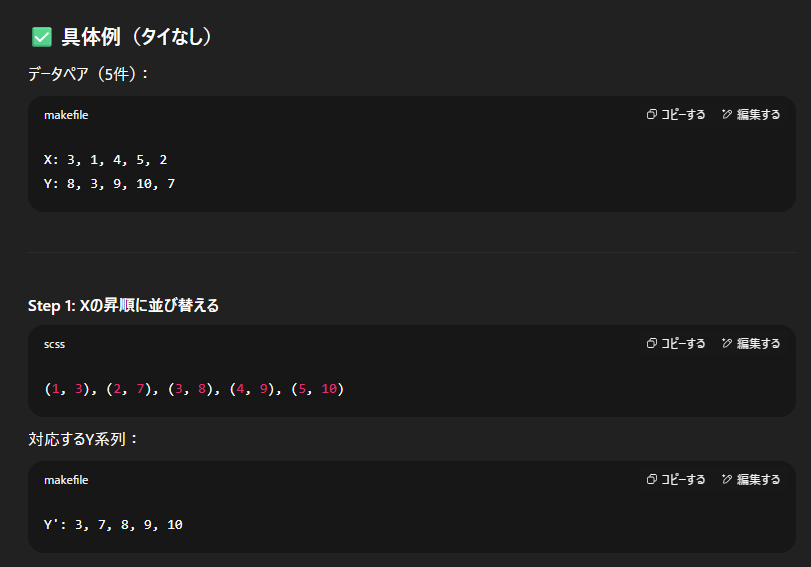 ✅ 具体例（タイなし）
データペア（5件）：
makefile コピーする 編集する
X: 3, 1, 4, 5, 2
Y: 8, 3, 9, 10, 7
Step 1: Xの昇順に並び替える
scss コピーする 編集する
(1, 3), (2, 7), (3, 8), (4, 9), (5, 10)
対応するY系列：
makefile コピーする 編集する
Y': 3, 7, 8, 9, 10